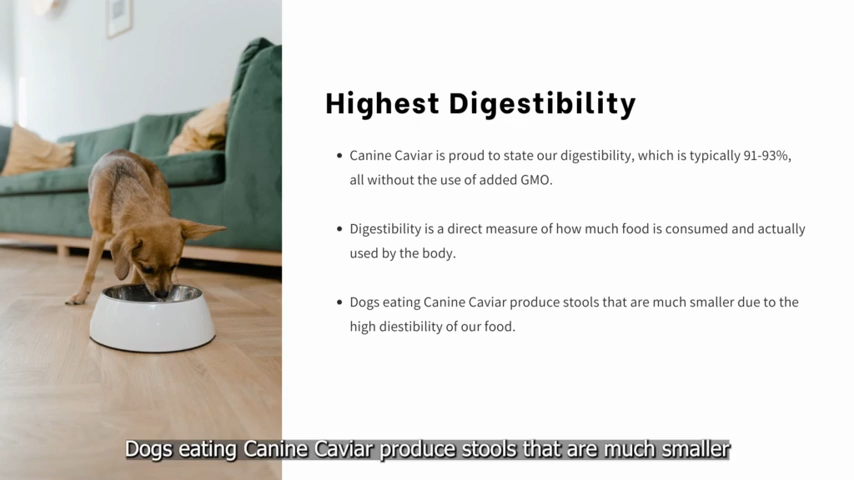 Highest Digestibility
• Canine Caviar is proud to state our digestibility, which is typically 91-93%,
all without the use of added GMO.
• Digestibility is a direct measure of how much food is consumed and actually
used by the body.
• Dogs eating Canine Caviar produce stools that are much smaller due to the
high diestibility of our food.
Dogs eating Canine Caviar produce stools that are much smaller